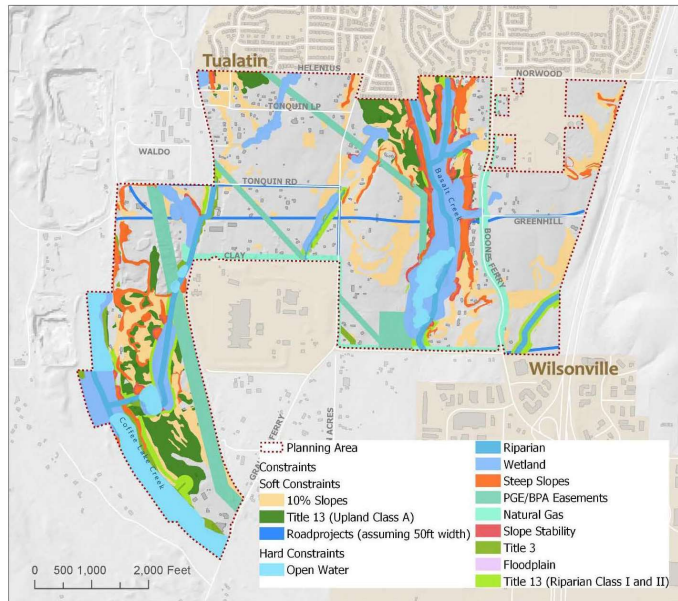 Tualatin
HELENIUS
NORWOOD
TONQUIN LP
WALDO
TONQUIN RD
Basalt Creek
GREENHILL
BOONES FERRY
CLAY
Wilsonville
Coffee Lake Creek
FERRY
ACRES
Planning Area
Constraints
Soft Constraints
10% Slopes
Title 13 (Upland Class A)
Roadprojects (assuming 50ft width)
Hard Constraints
Open Water
Riparian
Wetland
Steep Slopes
PGE/BPA Easements
Natural Gas
Slope Stability
Title 3
Floodplain
Title 13 (Riparian Class I and II)
0 500 1,000 2,000 Feet